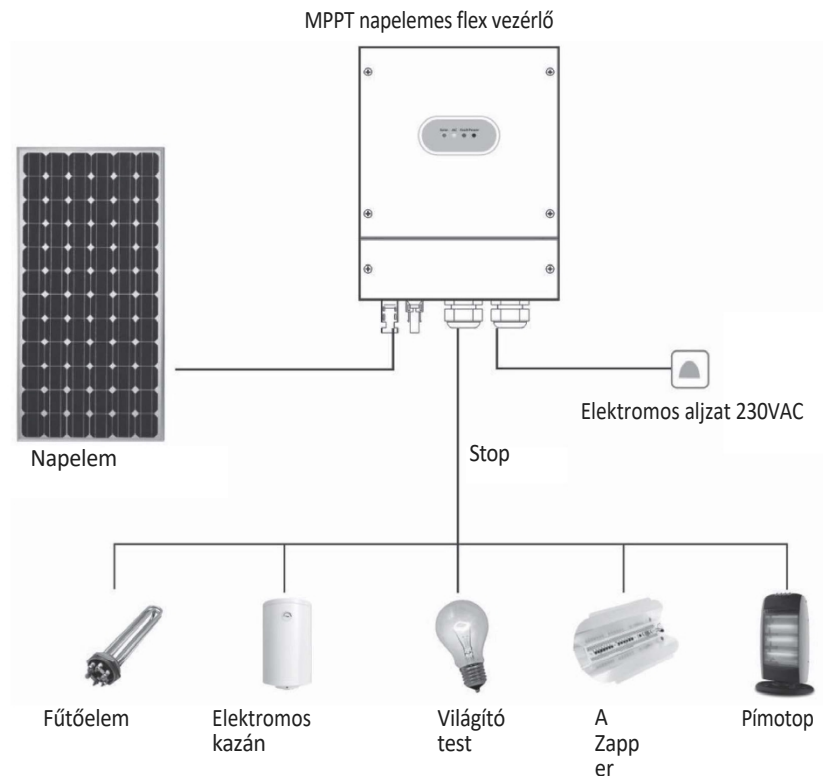 MPPT napelemes flex vezérlő
Elektromos aljzat 230VAC
Napelem
Stop
Fűtőelem
Elektromos
kazán
Világító
test
A
Zapp
er
Pímotop